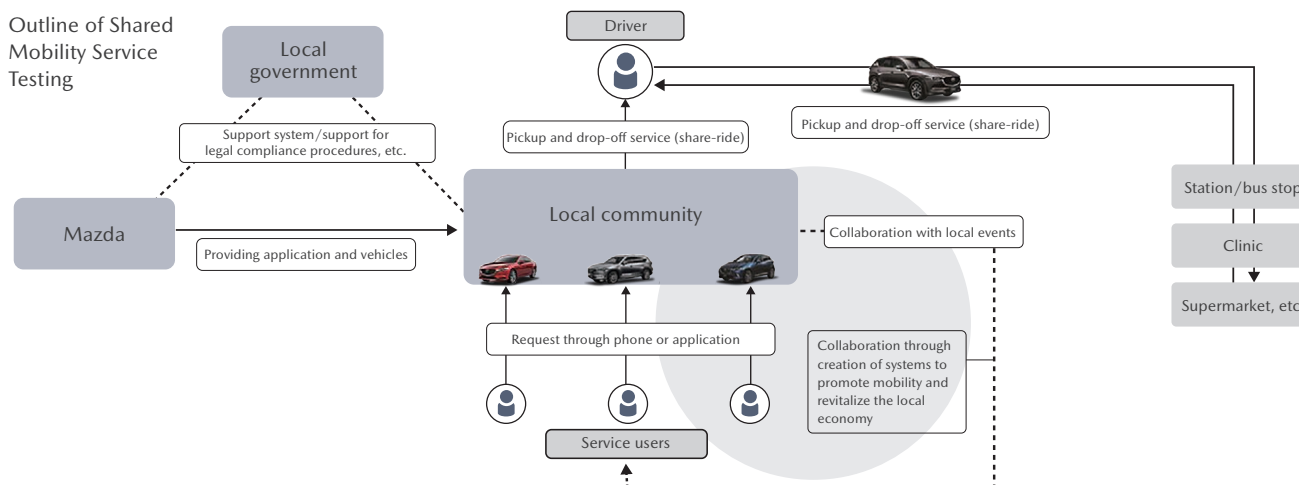 Outline of Shared
Mobility Service
Testing
Local
government
Driver
Support system/support for
legal compliance procedures, etc.
Pickup and drop-off service (share-ride)
Pickup and drop-off service (share-ride)
Mazda
Providing application and vehicles
Local community
Collaboration with local events
Station/bus stop
Clinic
Supermarket, etc
Request through phone or application
Collaboration through
creation of systems to
promote mobility and
revitalize the local
economy
Service users